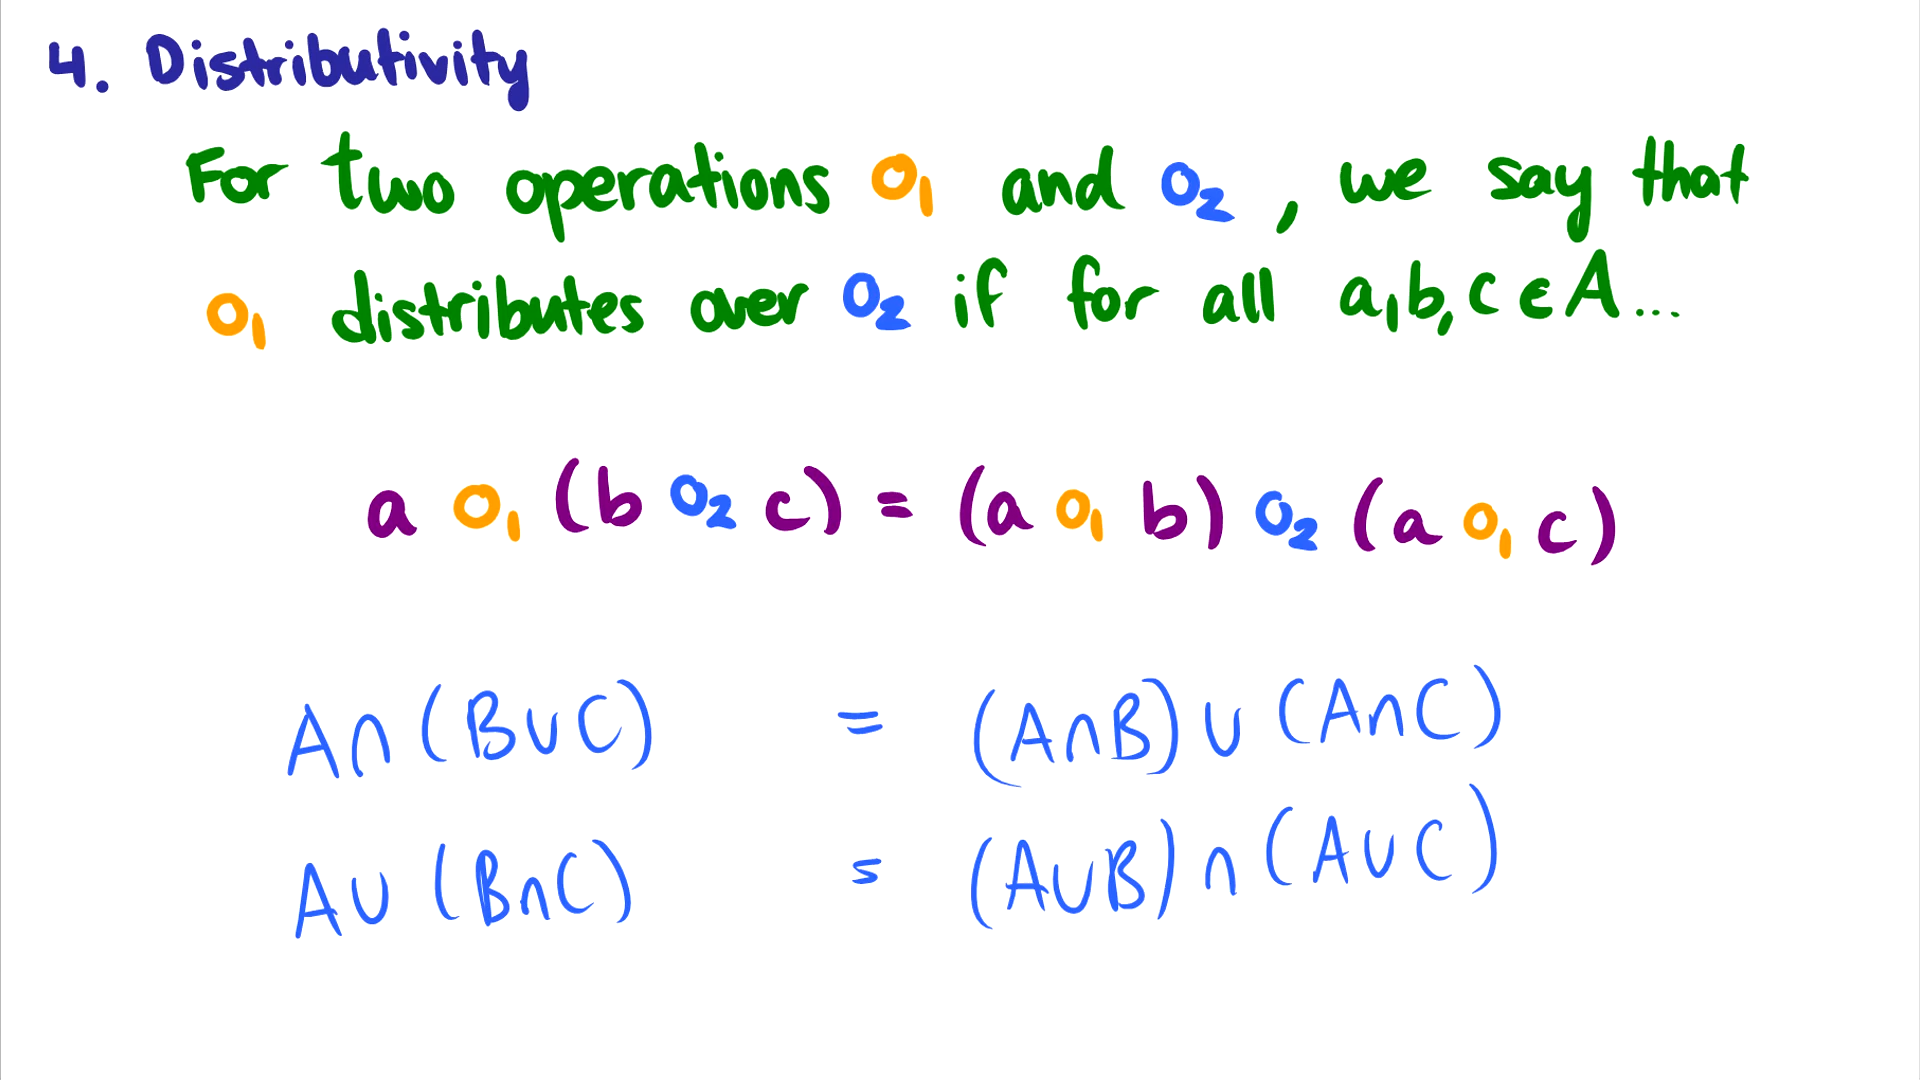 4. Distributivity
For two operations o₁ and o₂, we say that
o₁ distributes over o₂ if for all a,b,c ∈ A...
a o₁ (b o₂ c) = (a o₁ b) o₂ (a o₁ c)
A∩(B∪C) = (A∩B)∪(A∩C)
A∪(B∩C) = (A∪B)∩(A∪C)